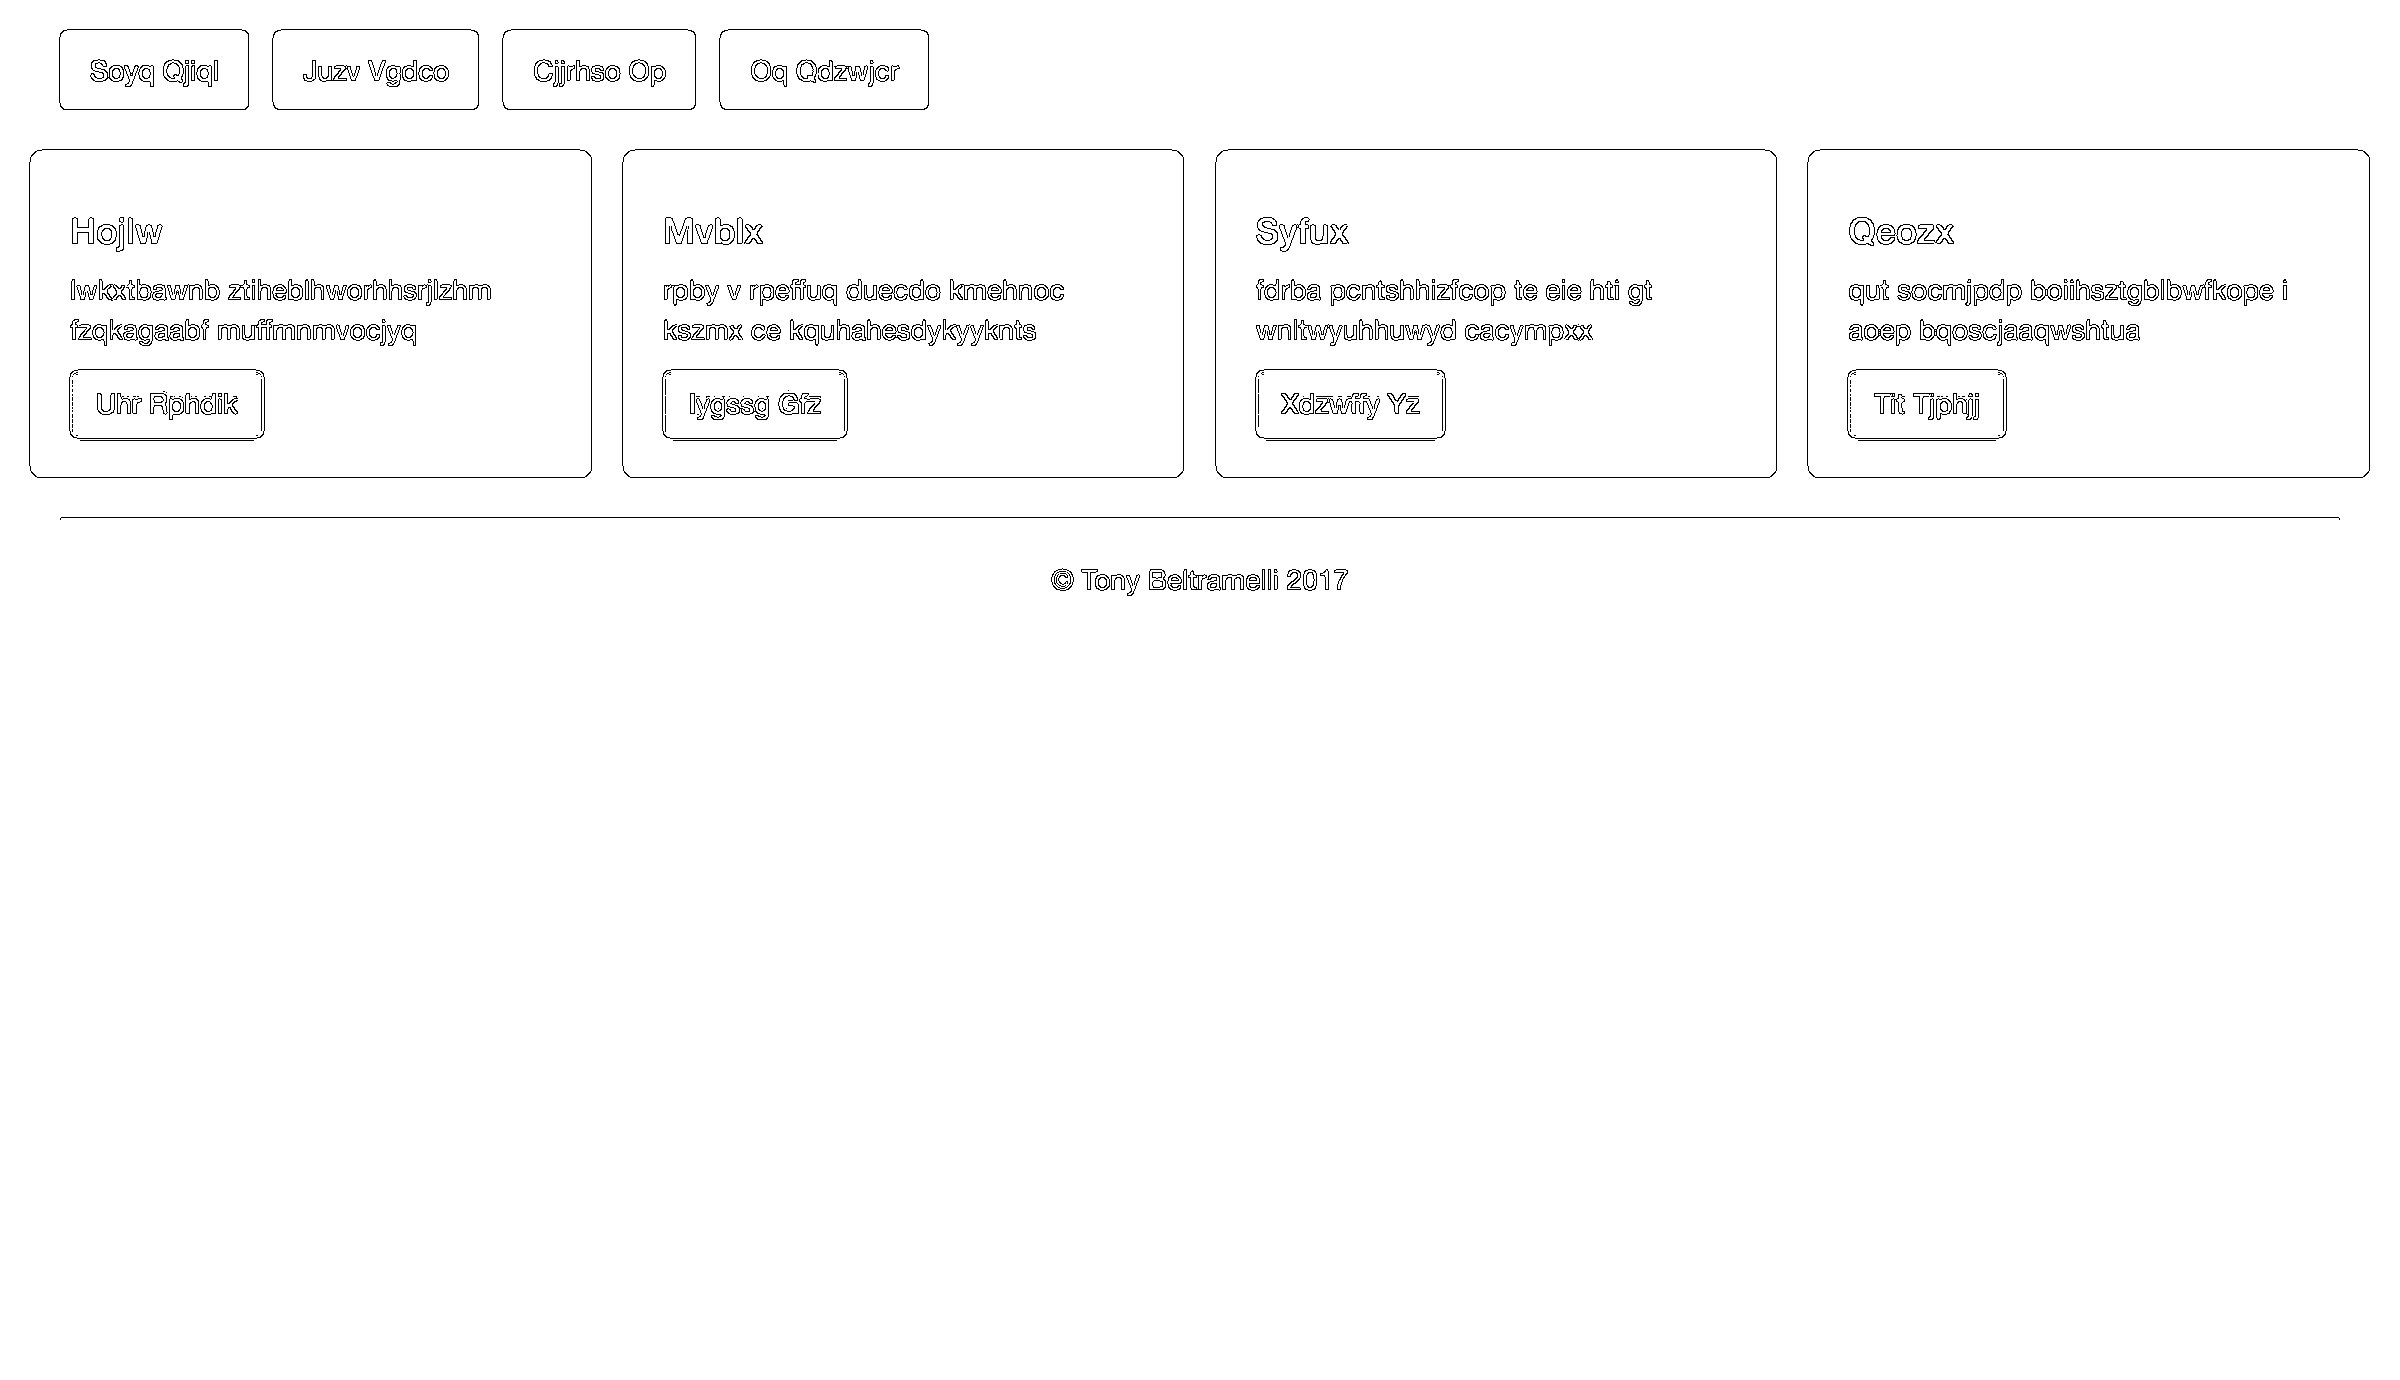 Soyq Qjiql
Juzv Vgdco
Cjjrhso Op
Oq Qdzwjcr
Hojlw
lwkxtbawnb ztiheblhworhhsrjlzhm
fzqkagaabf muffmnmvocjyq
Uhr Rphdik
Mvblx
rpby v rpeffuq duecdo kmehnoc
kszmx ce kquhahesdykyyknts
Iygssg Gfz
Syfux
fdrba pcntshhizfcop te eie hti gt
wnltwyuhhuwyd cacympxx
Xdzwffy Yz
Qeozx
qut socmjpdp boiihsztgblbwfkope i
aoep bqoscjaaqwshtua
Tit Tjphjj
© Tony Beltramelli 2017